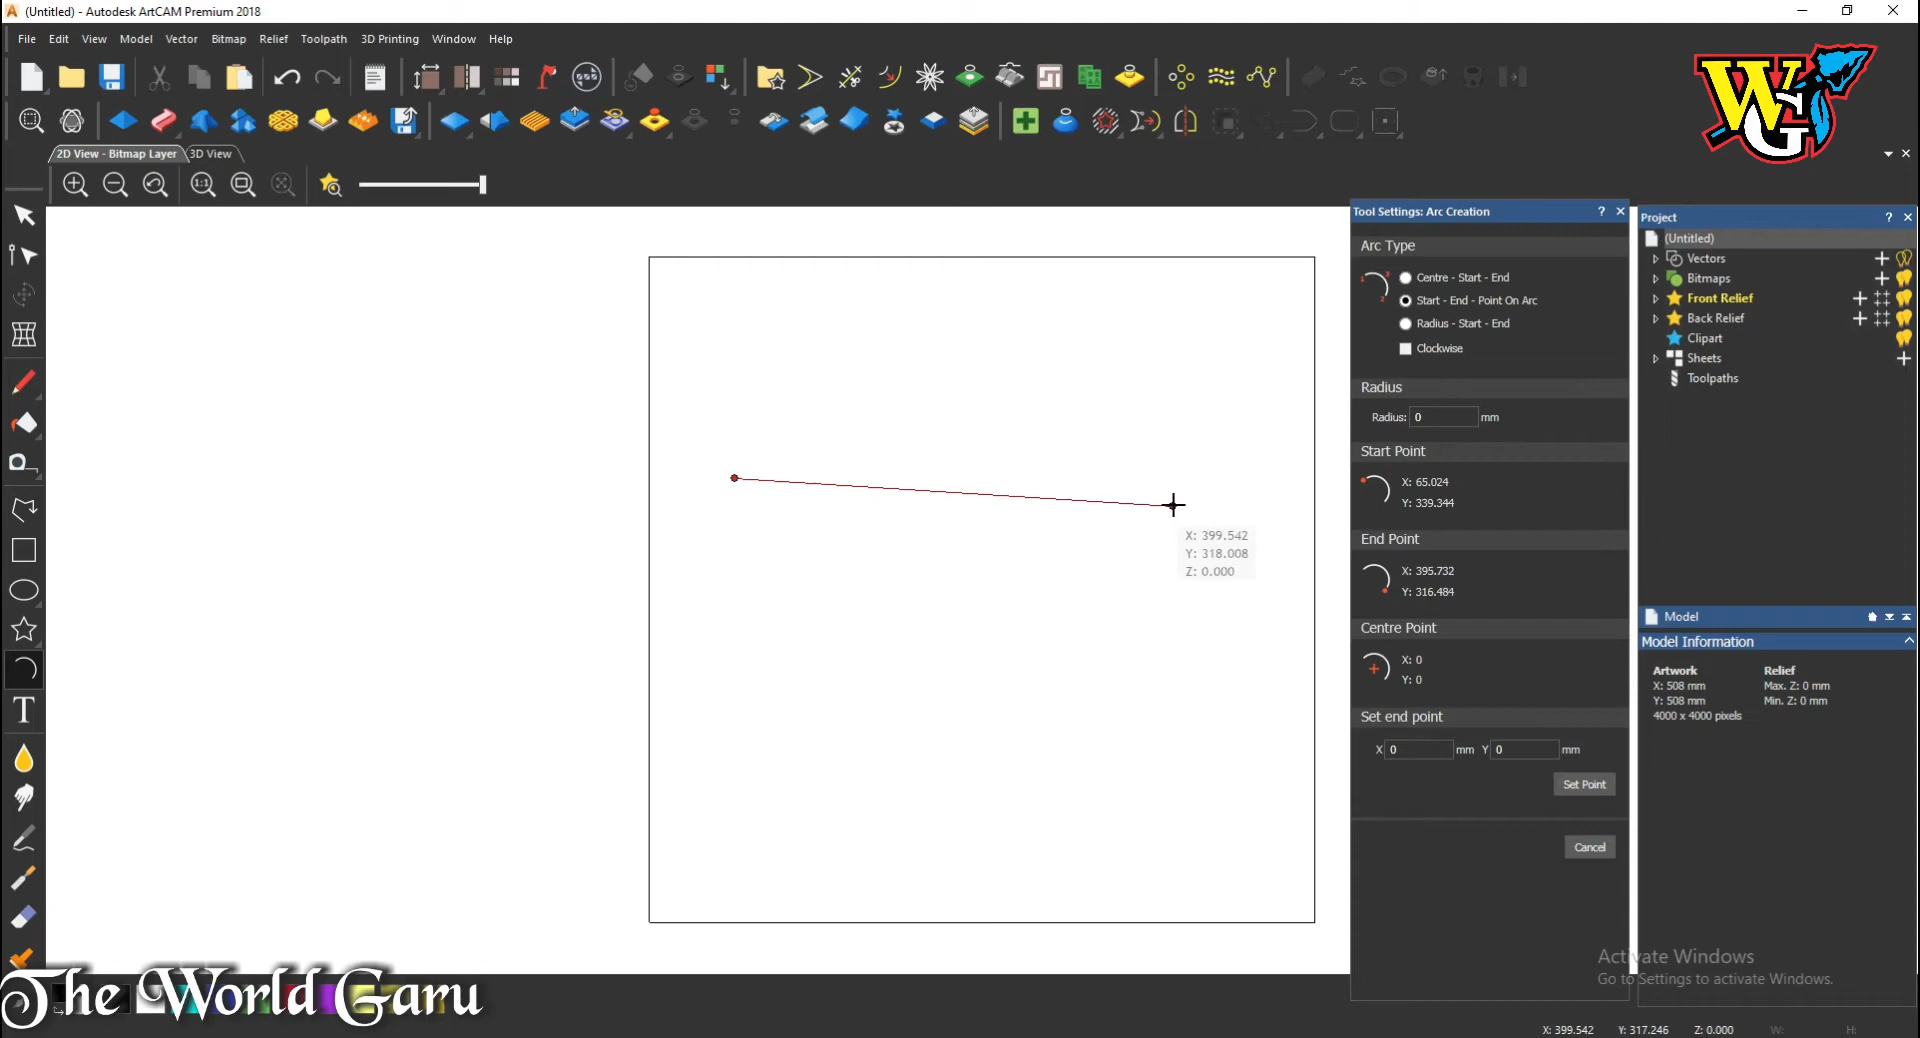 (Untitled) - Autodesk ArtCAM Premium 2018
File Edit View Model Vector Bitmap Relief Toolpath 3D Printing Window Help
WG
2D View - Bitmap Layer 3D View
1:1
Tool Settings: Arc Creation ?
Arc Type
Centre - Start - End
Start - End - Point On Arc
Radius - Start - End
Clockwise
Radius
Radius: 0 mm
Start Point
X: 65.024
Y: 339.344
End Point
X: 395.732
Y: 316.484
Centre Point
X: 0
Y: 0
Set end point
X 0 mm Y 0 mm
Set Point
Cancel
Project ?
(Untitled)
Vectors
Bitmaps
Front Relief
Back Relief
Clipart
Sheets
Toolpaths
Model
Model Information
Artwork Relief
X: 508 mm Max. Z: 0 mm
Y: 508 mm Min. Z: 0 mm
4000 x 4000 pixels
X: 399.542
Y: 318.008
Z: 0.000
T
Activate Windows
Go to Settings to activate Windows.
The World Garu
X: 399.542 Y: 317.246 Z: 0.000 W: H: